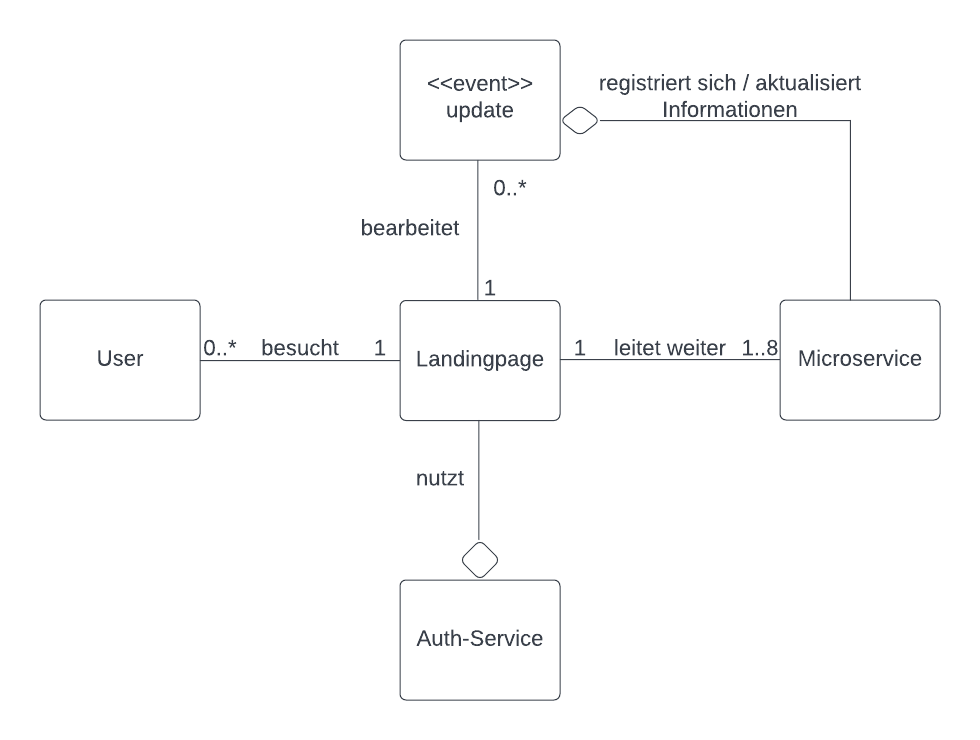 <<event>>
update
registriert sich / aktualisiert
Informationen
0..*
bearbeitet
1
User
0..* besucht 1
Landingpage
1 leitet weiter 1..8
Microservice
nutzt
Auth-Service